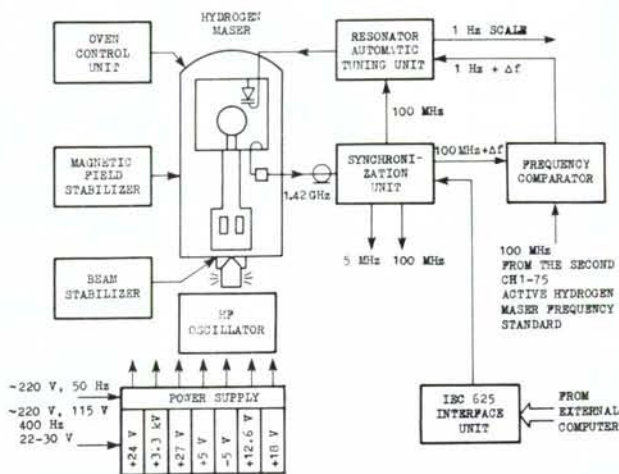 HYDROGEN
MASER
OVEN
CONTROL
UNIT
RESONATOR
AUTOMATIC
TUNING UNIT
1 Hz SCALE
1 Hz + Δf
100 MHz
MAGNETIC
FIELD
STABILIZER
1.42GHz
SYNCHRONI-
ZATION
UNIT
100 MHz+Δf
FREQUENCY
COMPARATOR
5 MHz
100 MHz
BEAM
STABILIZER
HF
OSCILLATOR
100 MHz
FROM THE SECOND
CH1-75
ACTIVE HYDROGEN
MASER FREQUENCY
STANDARD
~220 V, 50 Hz
~220 V, 115 V
400 Hz
22-30 V
POWER SUPPLY
+24 V
+3.3 kV
+27 V
+5 V
-5 V
+12.6 V
+18 V
IEC 625
INTERFACE
UNIT
FROM
EXTERNAL
COMPUTER